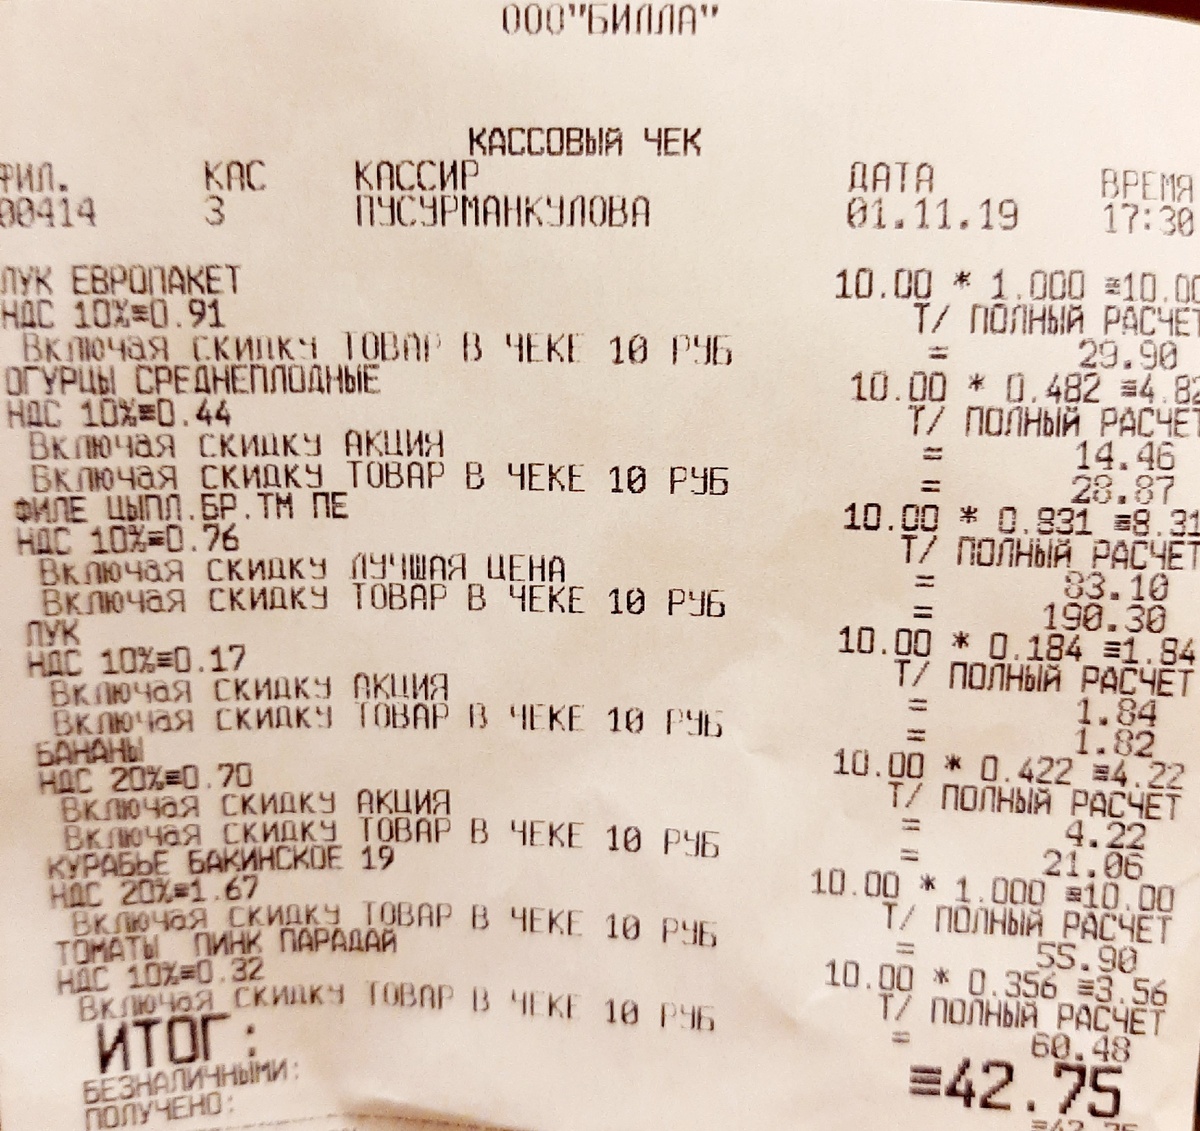 ООО"БИЛЛА"
КАССОВЫЙ ЧЕК
ФИЛ. КАС КАССИР ДАТА ВРЕМЯ
00414 3 ПУСУРМАНКУЛОВА 01.11.19 17:30
ЛУК ЕВРОПАКЕТ 10.00 * 1.000 ≡10.00
НДС 10%≡0.91 Т/ ПОЛНЫЙ РАСЧЕТ
Включая СКИДКУ ТОВАР В ЧЕКЕ 10 РУБ = 29.90
ОГУРЦЫ СРЕДНЕПЛОДНЫЕ 10.00 * 0.482 ≡4.82
НДС 10%≡0.44 Т/ ПОЛНЫЙ РАСЧЕТ
Включая СКИДКУ АКЦИЯ = 14.46
Включая СКИДКУ ТОВАР В ЧЕКЕ 10 РУБ = 28.87
ФИЛЕ ЦЫПЛ.БР.ТМ ПЕ 10.00 * 0.831 ≡8.31
НДС 10%≡0.76 Т/ ПОЛНЫЙ РАСЧЕТ
Включая СКИДКУ ЛУЧШАЯ ЦЕНА = 83.10
Включая СКИДКУ ТОВАР В ЧЕКЕ 10 РУБ = 190.30
ЛУК 10.00 * 0.184 ≡1.84
НДС 10%≡0.17 Т/ ПОЛНЫЙ РАСЧЕТ
Включая СКИДКУ АКЦИЯ = 1.84
Включая СКИДКУ ТОВАР В ЧЕКЕ 10 РУБ = 1.82
БАНАНЫ 10.00 * 0.422 ≡4.22
НДС 20%≡0.70 Т/ ПОЛНЫЙ РАСЧЕТ
Включая СКИДКУ АКЦИЯ = 4.22
Включая СКИДКУ ТОВАР В ЧЕКЕ 10 РУБ = 21.06
КУРАБЬЕ БАКИНСКОЕ 19 10.00 * 1.000 ≡10.00
НДС 20%≡1.67 Т/ ПОЛНЫЙ РАСЧЕТ
Включая СКИДКУ ТОВАР В ЧЕКЕ 10 РУБ = 55.90
ТОМАТЫ ПИНК ПАРАДАЙ 10.00 * 0.356 ≡3.56
НДС 10%≡0.32 Т/ ПОЛНЫЙ РАСЧЕТ
Включая СКИДКУ ТОВАР В ЧЕКЕ 10 РУБ = 60.48
ИТОГ: ≡42.75
БЕЗНАЛИЧНЫМИ: ≡42.75
ПОЛУЧЕНО: